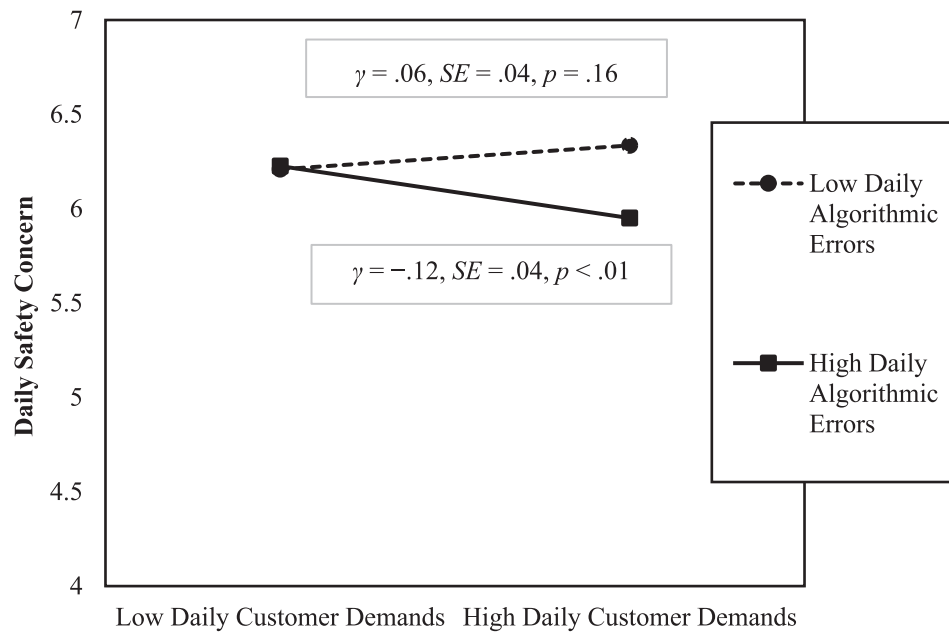 7
γ = .06, SE = .04, p = .16
6.5
Low Daily
Algorithmic
Errors
6
γ = −.12, SE = .04, p < .01
5.5
High Daily
Algorithmic
Errors
5
4.5
4
Daily Safety Concern
Low Daily Customer Demands High Daily Customer Demands